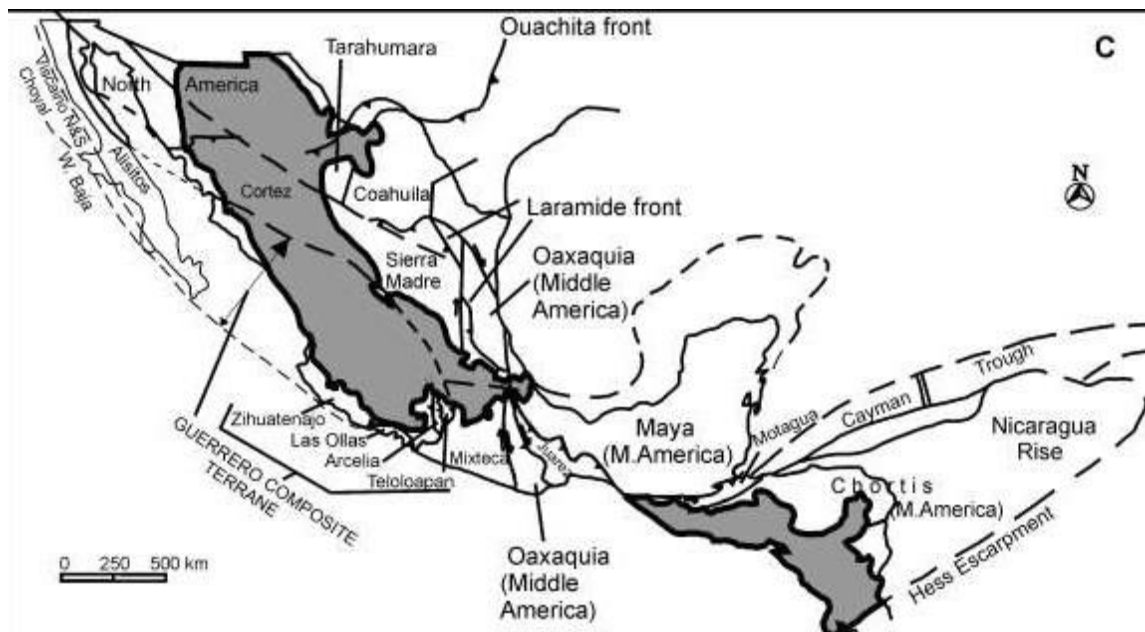 Ouachita front
Tarahumara
C
North America
Viscaino N&S
Choyal
W. Baja
Alisitos
Cortez
Coahuila
N
Laramide front
Sierra
Madre
Oaxaquia
(Middle
America)
Zihuatenajo
Las Ollas
Arcelia
Teloloapan
GUERRERO COMPOSITE
TERRANE
Mixteca
Juarez
Maya
(M.America)
Motagua
Cayman
Trough
Nicaragua
Rise
Chortis
(M.America)
Hess Escarpment
Oaxaquia
(Middle
America)
0 250 500 km